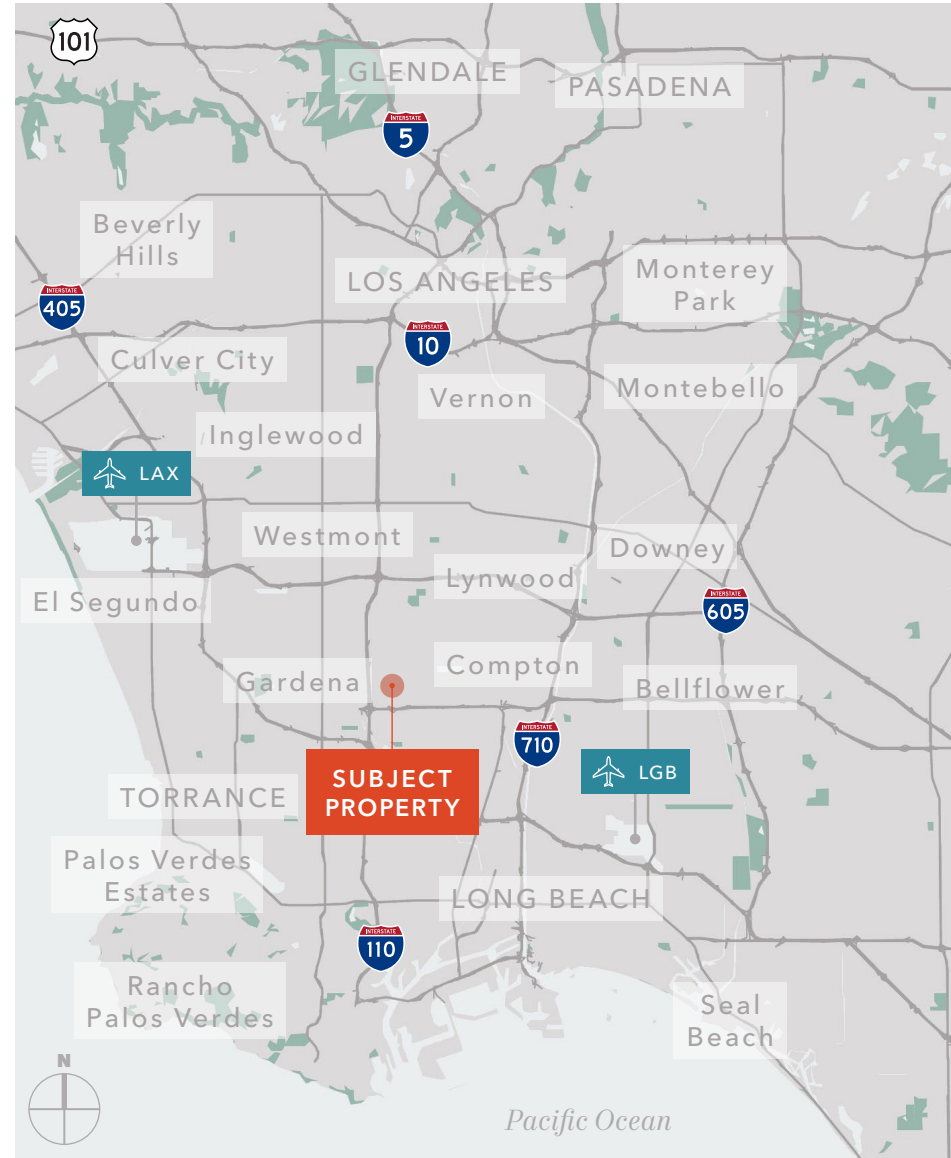 101
GLENDALE
PASADENA
INTERSTATE
5
Beverly
Hills
LOS ANGELES
Monterey
Park
INTERSTATE
405
INTERSTATE
10
Culver City
Vernon
Montebello
Inglewood
LAX
Westmont
Downey
Lynwood
El Segundo
INTERSTATE
605
Compton
Gardena
Bellflower
INTERSTATE
710
SUBJECT
PROPERTY
LGB
TORRANCE
Palos Verdes
Estates
LONG BEACH
INTERSTATE
110
Rancho
Palos Verdes
Seal
Beach
N
Pacific Ocean